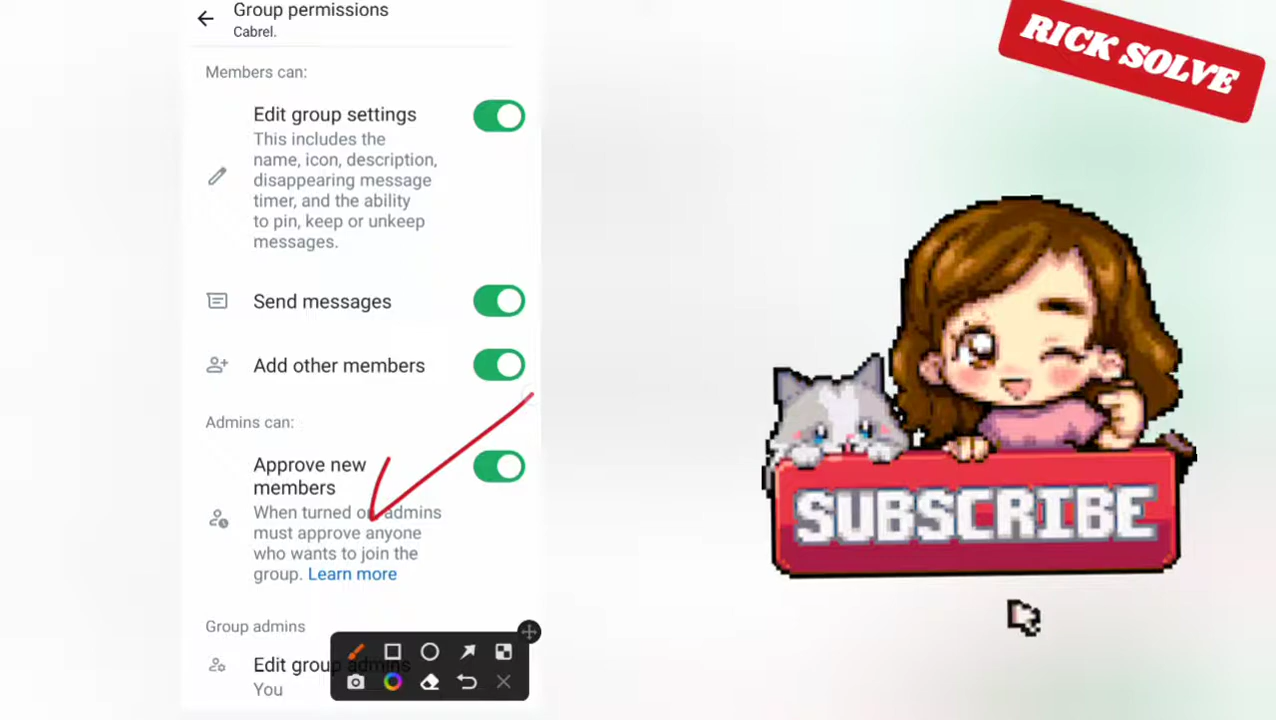 Group permissions
Cabrel.
RICK SOLVE
Members can:
Edit group settings
This includes the
name, icon, description,
disappearing message
timer, and the ability
to pin, keep or unkeep
messages.
Send messages
Add other members
Admins can:
Approve new
members
When turned on, admins
must approve anyone
who wants to join the
group. Learn more
Group admins
Edit group admins
You
SUBSCRIBE